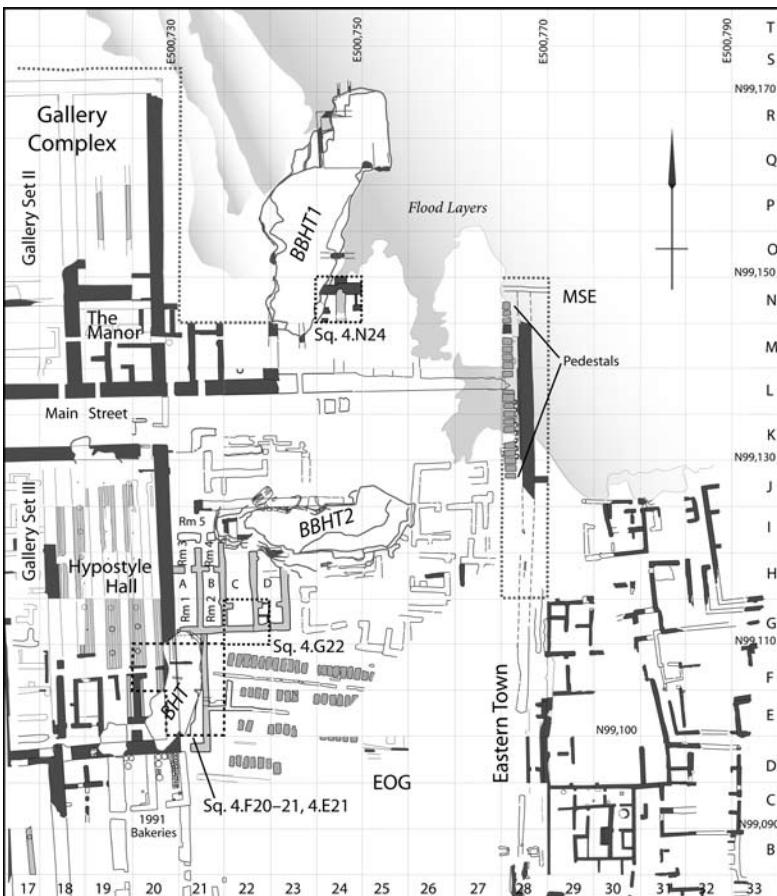 E500,730
E500,750
E500,770
E500,790
T
S
N99,170
R
Q
P
O
N99,150
N
M
L
K
N99,130
J
I
H
G
N99,110
F
E
D
C
N99,090
B
Gallery
Complex
Gallery Set II
BBHT1
Flood Layers
MSE
The
Manor
Sq. 4.N24
Pedestals
Main Street
Gallery Set III
Hypostyle
Hall
Rm 5
Rm 3
Rm 4
BBHT2
A
B
C
D
Rm 1
Rm 2
Sq. 4.G22
BHT
Eastern Town
N99,100
EOG
Sq. 4.F20–21, 4.E21
1991
Bakeries
17 18 19 20 21 22 23 24 25 26 27 28 29 30 31 32 33